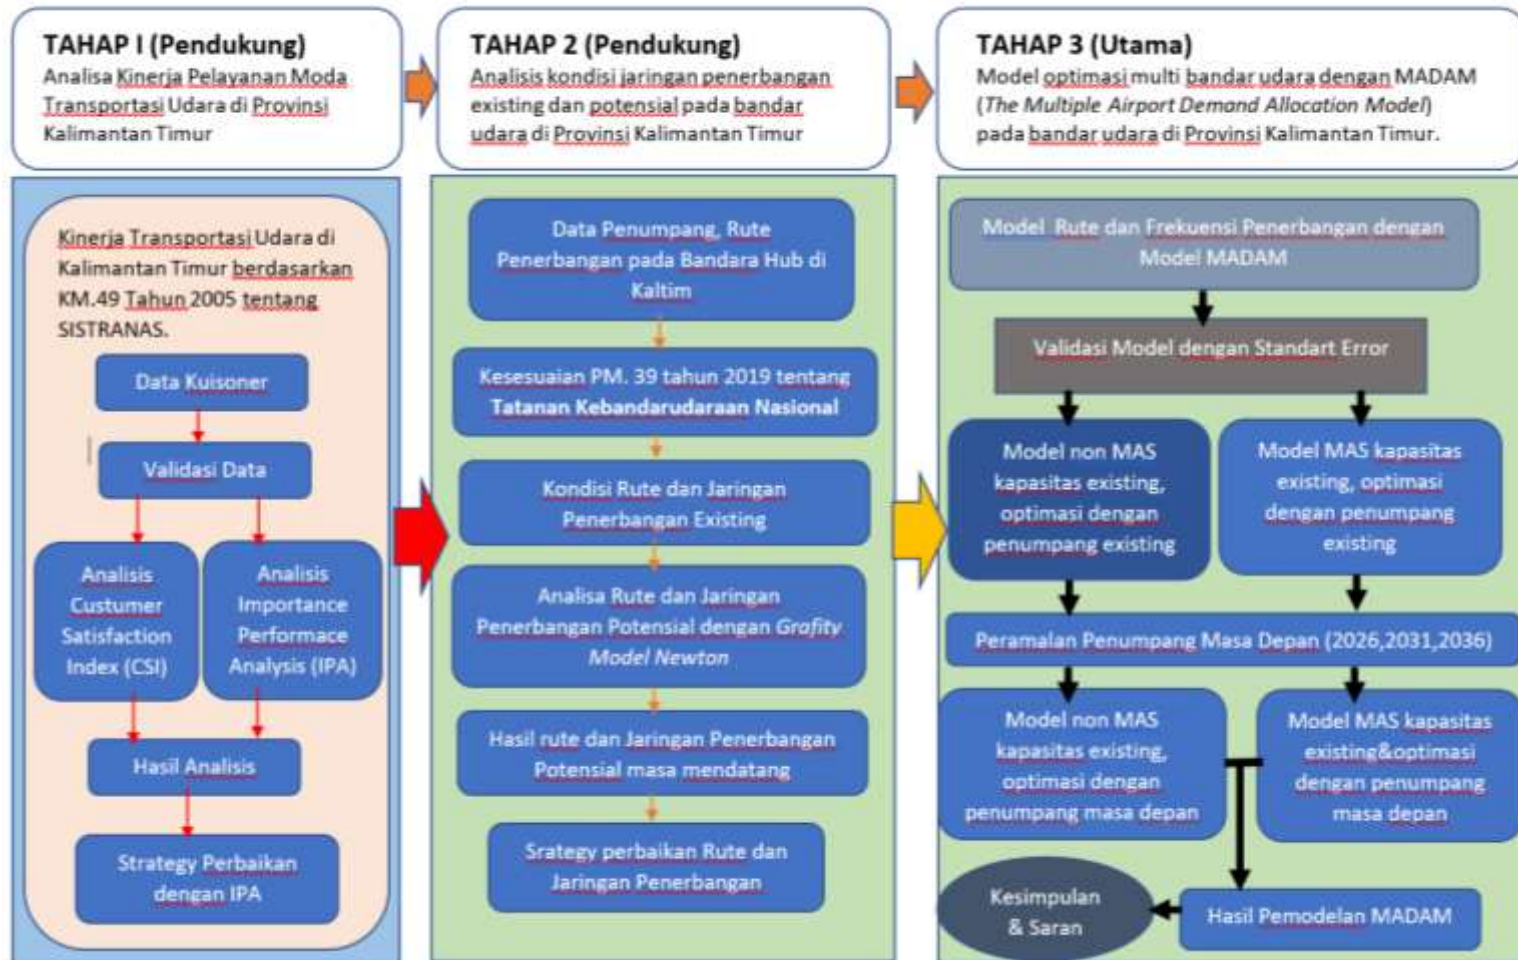 TAHAP I (Pendukung)
Analisa Kinerja Pelayanan Moda
Transportasi Udara di Provinsi
Kalimantan Timur
TAHAP 2 (Pendukung)
Analisis kondisi jaringan penerbangan
existing dan potensial pada bandar
udara di Provinsi Kalimantan Timur
TAHAP 3 (Utama)
Model optimasi multi bandar udara dengan MADAM
(The Multiple Airport Demand Allocation Model)
pada bandar udara di Provinsi Kalimantan Timur.
Kinerja Transportasi Udara di
Kalimantan Timur berdasarkan
KM.49 Tahun 2005 tentang
SISTRANAS.
Data Kuisoner
Validasi Data
Analisis
Custumer
Satisfaction
Index (CSI)
Analisis
Importance
Performace
Analysis (IPA)
Hasil Analisis
Strategy Perbaikan
dengan IPA
Data Penumpang, Rute
Penerbangan pada Bandara Hub di
Kaltim
Kesesuaian PM. 39 tahun 2019 tentang
Tatanan Kebandarudaraan Nasional
Kondisi Rute dan Jaringan
Penerbangan Existing
Analisa Rute dan Jaringan
Penerbangan Potensial dengan Grafity
Model Newton
Hasil rute dan Jaringan Penerbangan
Potensial masa mendatang
Srategy perbaikan Rute dan
Jaringan Penerbangan
Model Rute dan Frekuensi Penerbangan dengan
Model MADAM
Validasi Model dengan Standart Error
Model non MAS
kapasitas existing,
optimasi dengan
penumpang existing
Model MAS kapasitas
existing, optimasi
dengan penumpang
existing
Peramalan Penumpang Masa Depan (2026,2031,2036)
Model non MAS
kapasitas existing,
optimasi dengan
penumpang masa depan
Model MAS kapasitas
existing&optimasi
dengan penumpang
masa depan
Kesimpulan
& Saran
Hasil Pemodelan MADAM